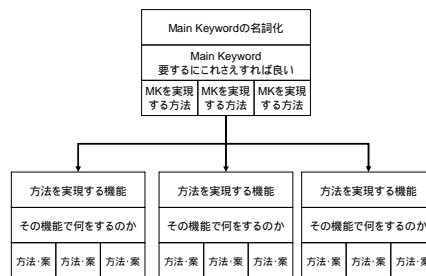 Main Keywordの名詞化
Main Keyword
要するにこれさえすれば良い
MKを実現 MKを実現 MKを実現
する方法 する方法 する方法
方法を実現する機能 方法を実現する機能 方法を実現する機能
その機能で何をするのか その機能で何をするのか その機能で何をするのか
方法・案 方法・案 方法・案 方法・案 方法・案 方法・案 方法・案 方法・案 方法・案